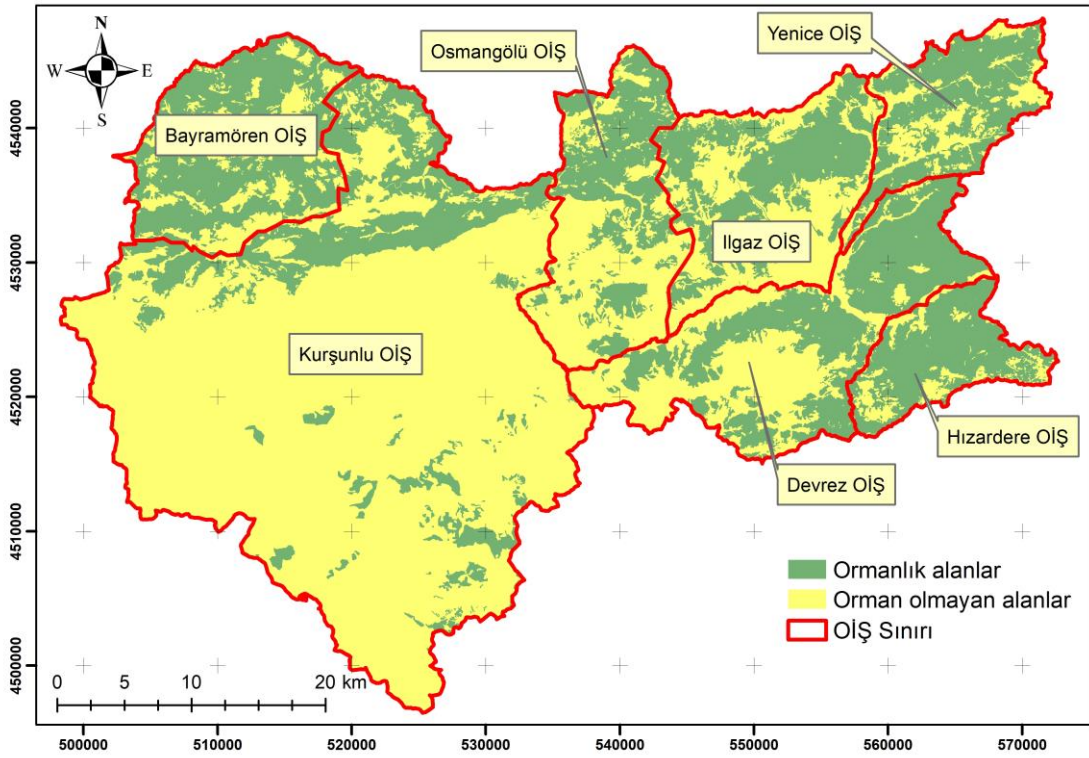 N
W E
S
Osmangölü OİŞ
Yenice OİŞ
Bayramören OİŞ
Ilgaz OİŞ
Kurşunlu OİŞ
Hızardere OİŞ
Devrez OİŞ
Ormanlık alanlar
Orman olmayan alanlar
OİŞ Sınırı
0 5 10 20 km
4540000
4530000
4520000
4510000
4500000
500000 510000 520000 530000 540000 550000 560000 570000